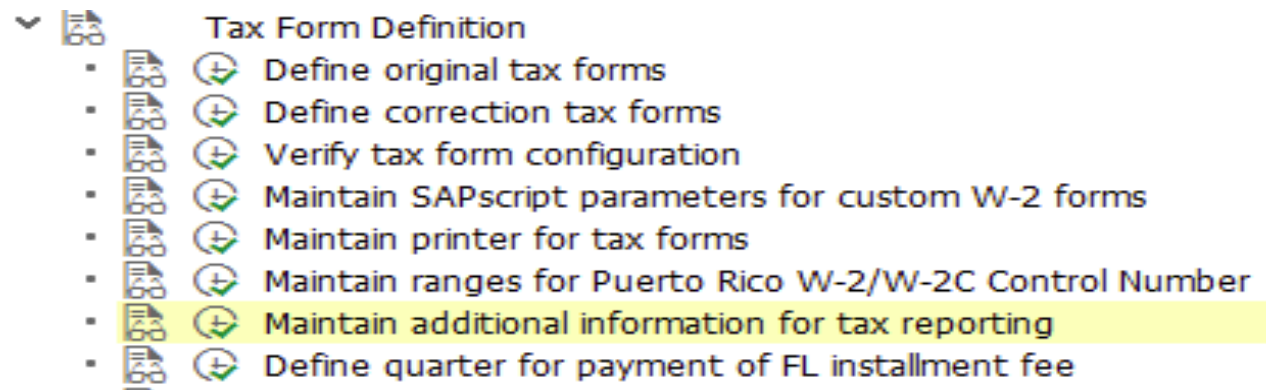 Tax Form Definition
Define original tax forms
Define correction tax forms
Verify tax form configuration
Maintain SAPscript parameters for custom W-2 forms
Maintain printer for tax forms
Maintain ranges for Puerto Rico W-2/W-2C Control Number
Maintain additional information for tax reporting
Define quarter for payment of FL installment fee